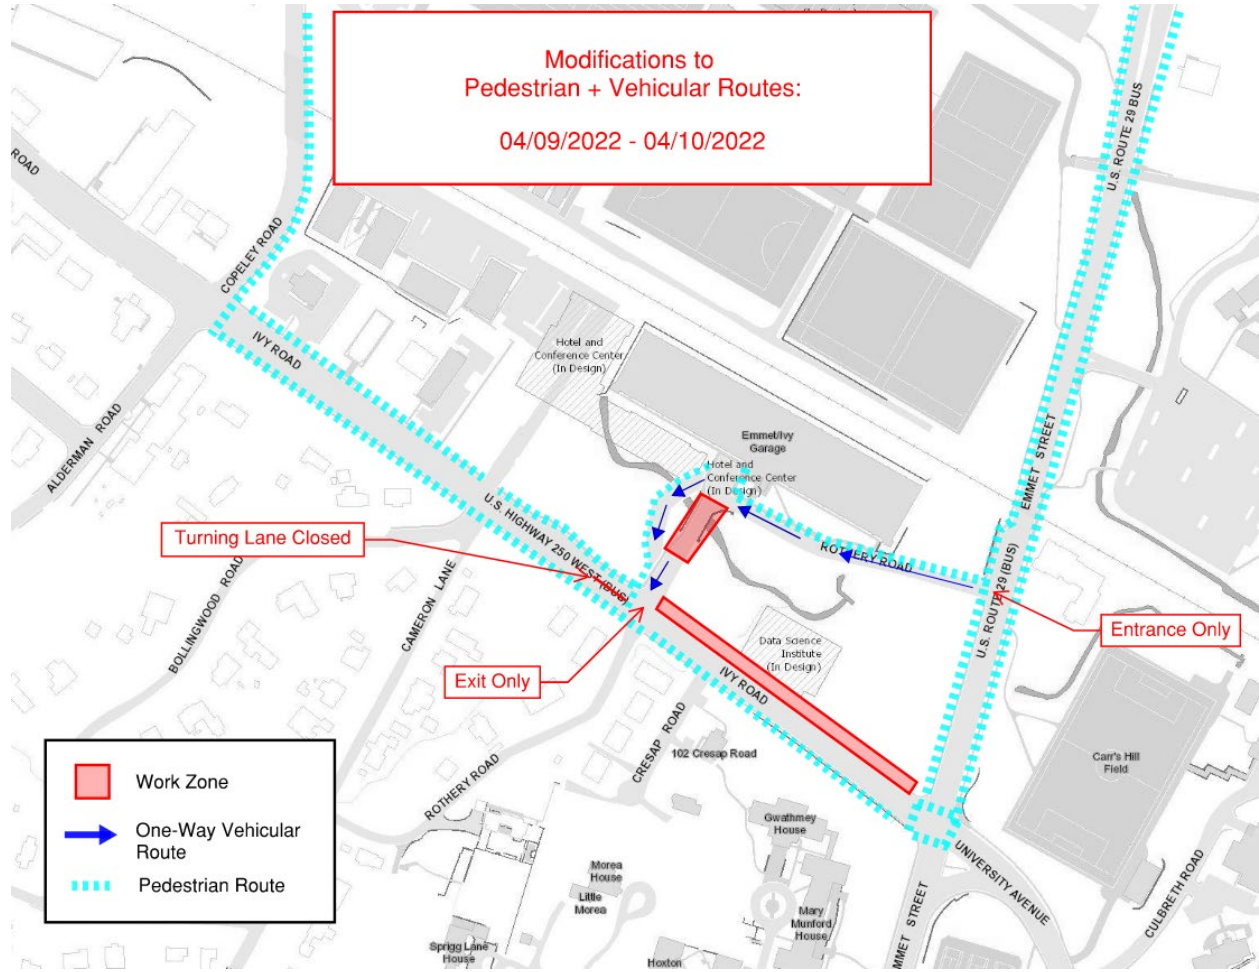 Modifications to
Pedestrian + Vehicular Routes:
04/09/2022 - 04/10/2022
U.S. ROUTE 29 BUS
ROAD
COPELEY ROAD
IVY ROAD
Hotel and
Conference Center
(In Design)
ALDERMAN ROAD
Emmet/Ivy
Garage
EMMET STREET
Hotel and
Conference Center
(In Design)
U.S. HIGHWAY 250 WEST (BUS)
Turning Lane Closed
ROTHERY ROAD
U.S. ROUTE 29 (BUS)
BOLLINGWOOD ROAD
CAMERON LANE
Entrance Only
Data Science
Institute
(In Design)
Exit Only
IVY ROAD
CRESAP ROAD
102 Cresap Road
Carr's Hill
Field
ROTHERY ROAD
Work Zone
One-Way Vehicular
Route
Pedestrian Route
Gwathmey
House
UNIVERSITY AVENUE
CULBRETH ROAD
Morea
House
Little
Morea
Mary
Munford
House
EMMET STREET
Sprigg Lane
House
Hoxton